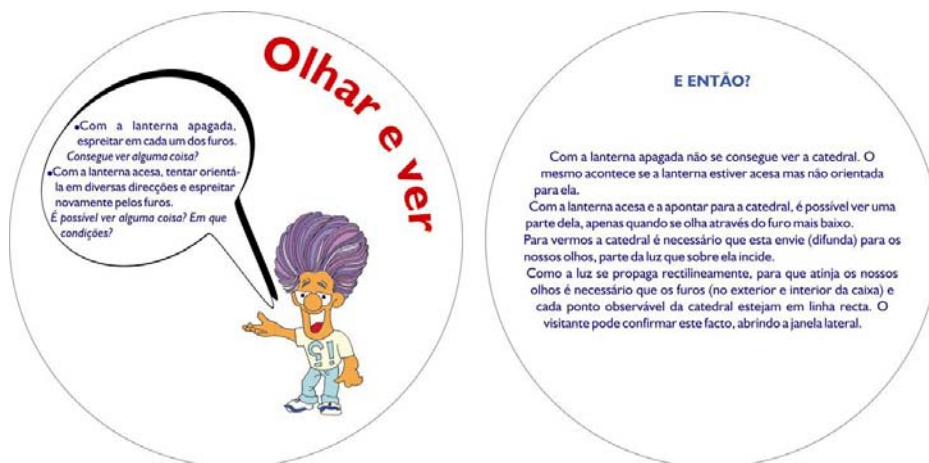 Olhar e ver
•Com a lanterna apagada,
espreitar em cada um dos furos.
Consegue ver alguma coisa?
•Com a lanterna acesa, tentar orientá-
la em diversas direcções e espreitar
novamente pelos furos.
É possível ver alguma coisa? Em que
condições?
?!
E ENTÃO?
Com a lanterna apagada não se consegue ver a catedral. O
mesmo acontece se a lanterna estiver acesa mas não orientada
para ela.
Com a lanterna acesa e a apontar para a catedral, é possível ver uma
parte dela, apenas quando se olha através do furo mais baixo.
Para vermos a catedral é necessário que esta envie (difunda) para os
nossos olhos, parte da luz que sobre ela incide.
Como a luz se propaga rectilineamente, para que atinja os nossos
olhos é necessário que os furos (no exterior e interior da caixa) e
cada ponto observável da catedral estejam em linha recta. O
visitante pode confirmar este facto, abrindo a janela lateral.